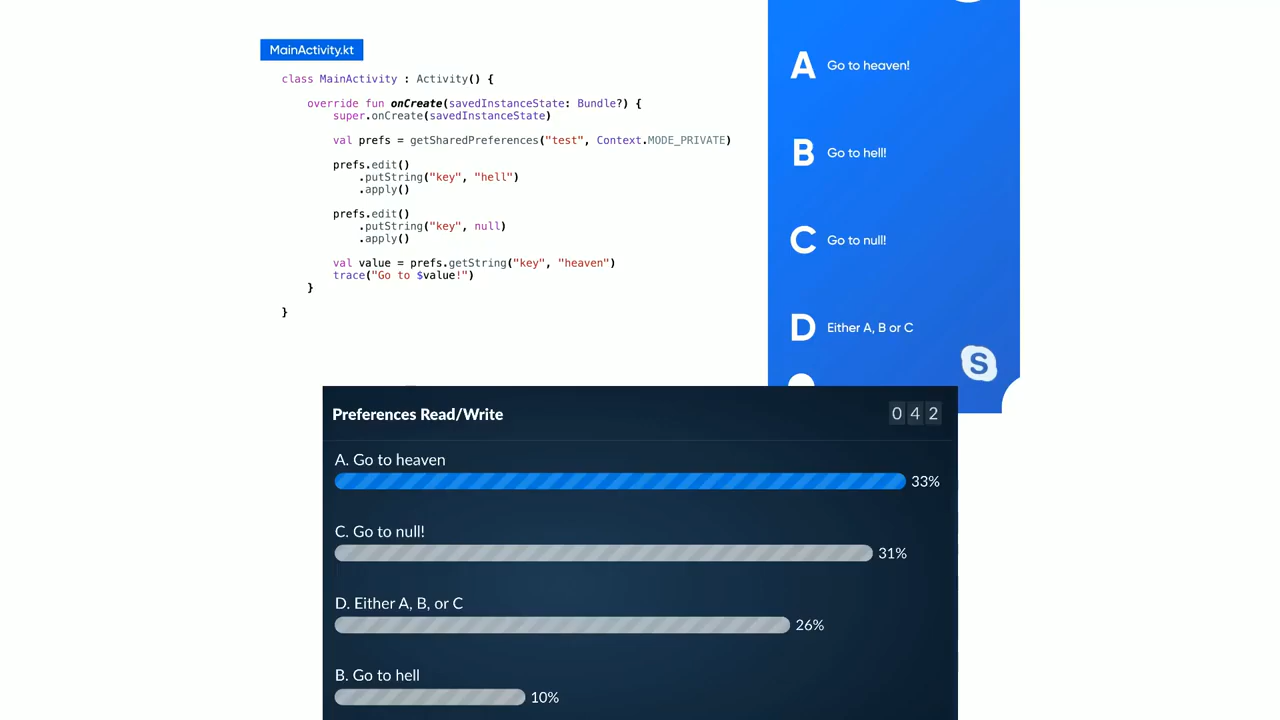 MainActivity.kt
class MainActivity : Activity() {
override fun onCreate(savedInstanceState: Bundle?) {
super.onCreate(savedInstanceState)
val prefs = getSharedPreferences("test", Context.MODE_PRIVATE)
prefs.edit()
.putString("key", "hell")
.apply()
prefs.edit()
.putString("key", null)
.apply()
val value = prefs.getString("key", "heaven")
trace("Go to $value!")
}
}
A Go to heaven!
B Go to hell!
C Go to null!
D Either A, B or C
S
Preferences Read/Write
042
A. Go to heaven
33%
C. Go to null!
31%
D. Either A, B, or C
26%
B. Go to hell
10%